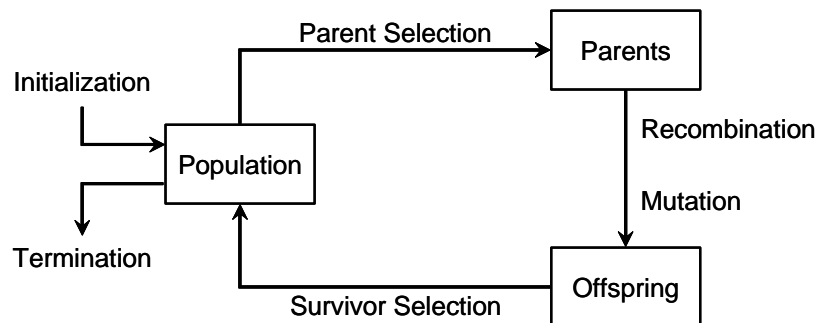 Parent Selection
Parents
Initialization
Recombination
Population
Mutation
Termination
Offspring
Survivor Selection